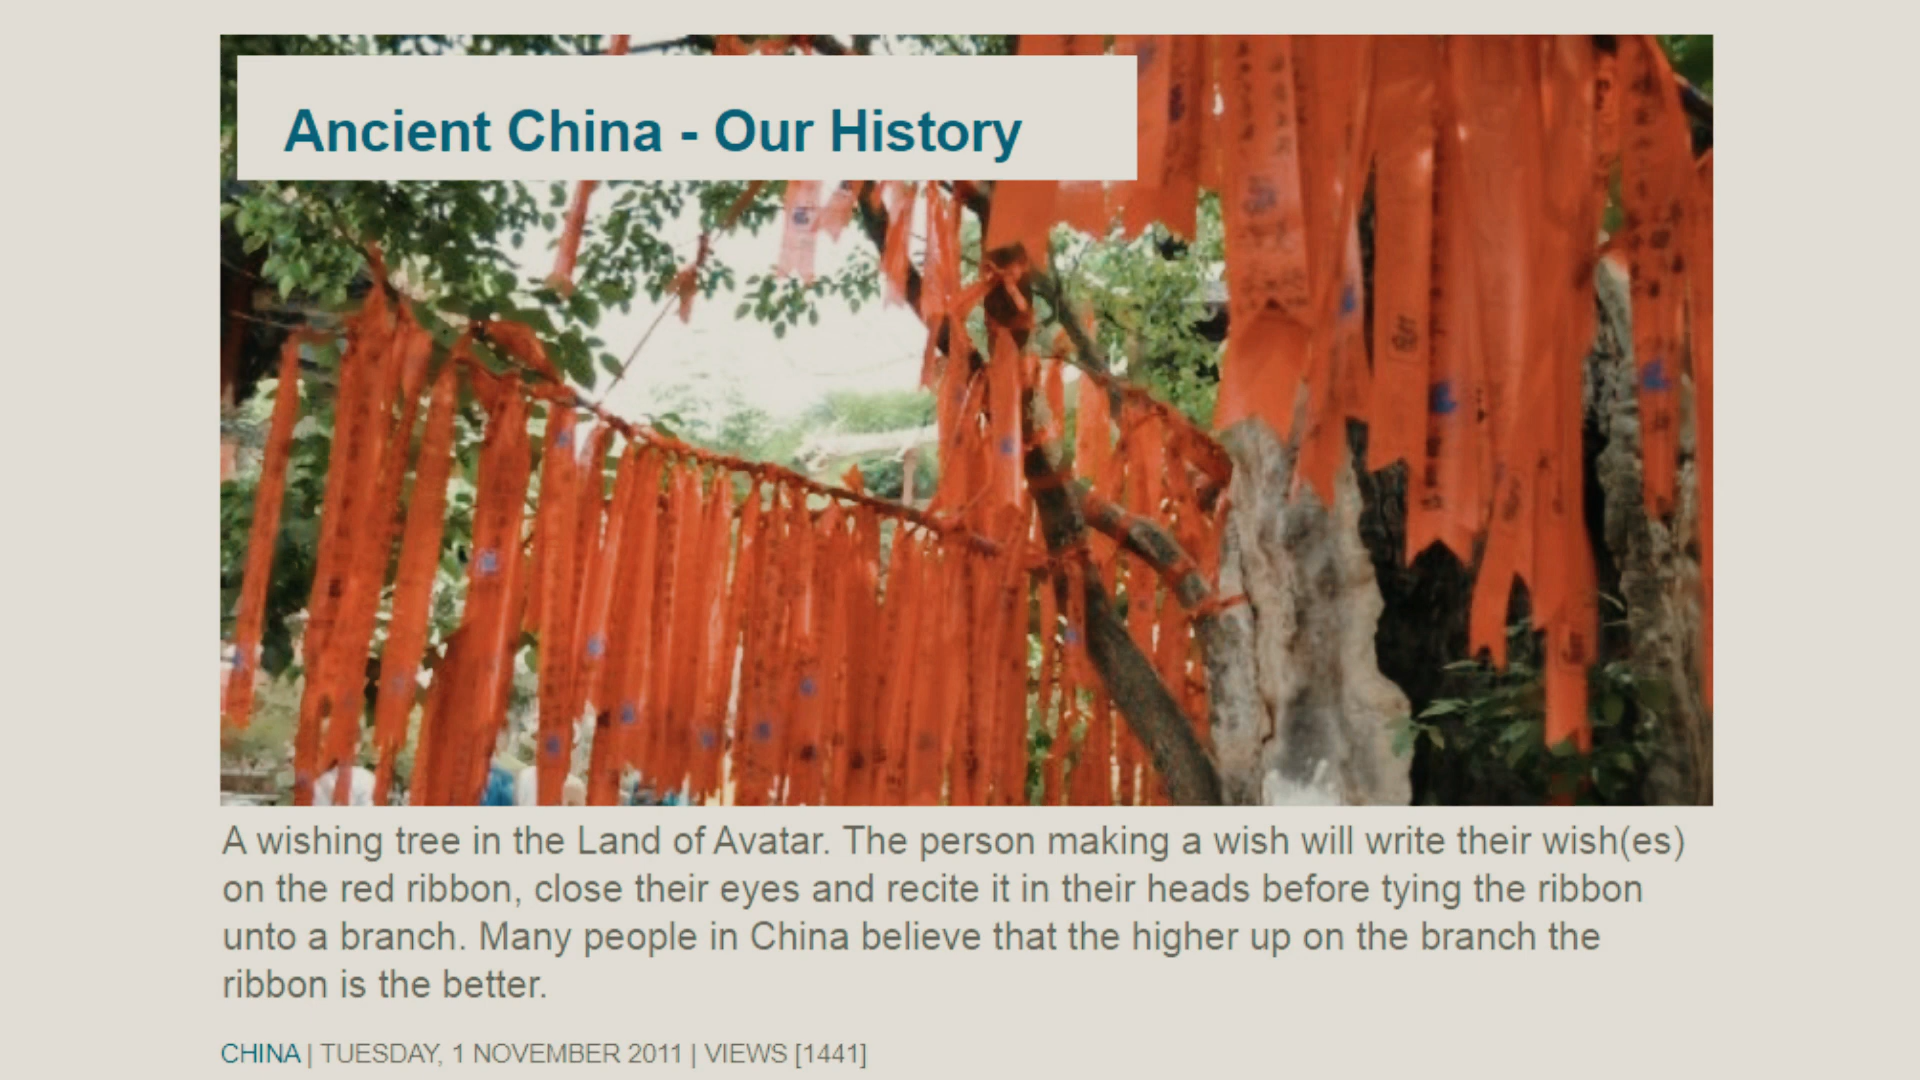 Ancient China - Our History
A wishing tree in the Land of Avatar. The person making a wish will write their wish(es)
on the red ribbon, close their eyes and recite it in their heads before tying the ribbon
unto a branch. Many people in China believe that the higher up on the branch the
ribbon is the better.
CHINA | TUESDAY, 1 NOVEMBER 2011 | VIEWS [1441]